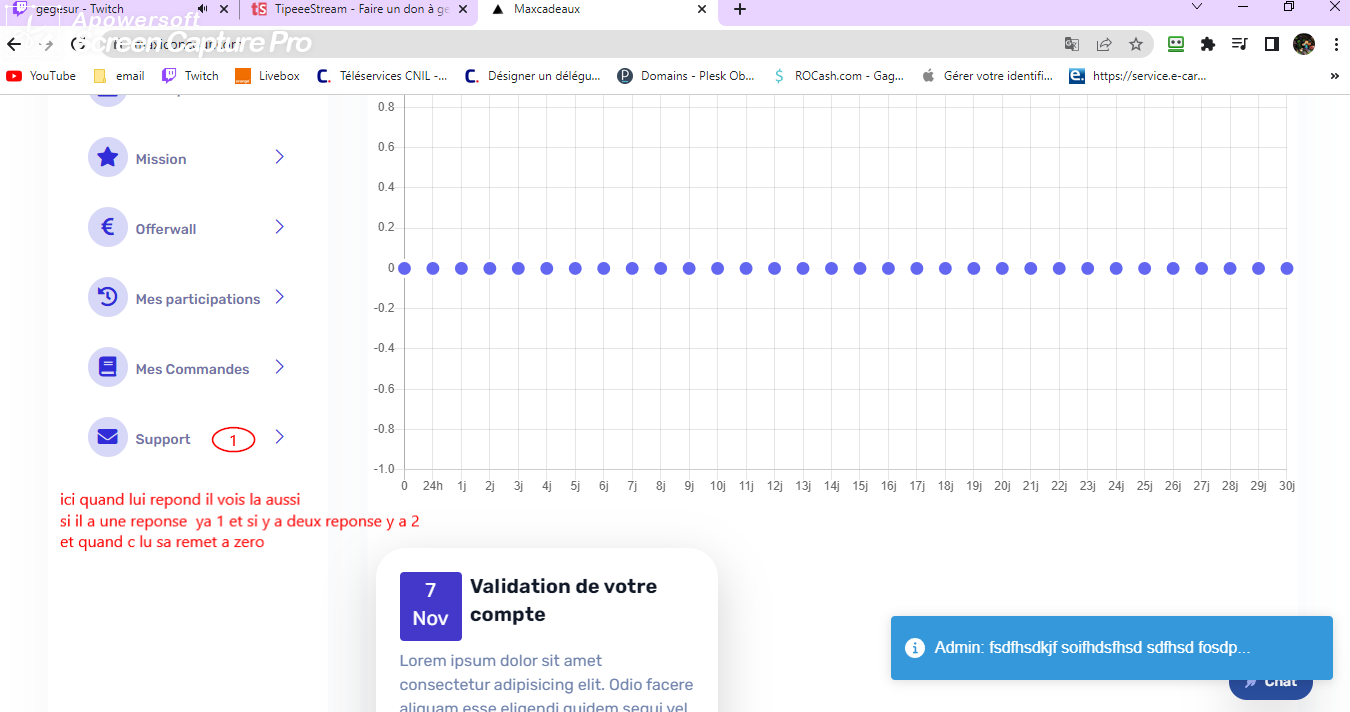 gegesur - Twitch
TipeeeStream - Faire un don à ge
Maxcadeaux
Apowersoft
Screen Capture Pro
YouTube
email
Twitch
Livebox
Téléservices CNIL -...
Désigner un délégu...
Domains - Plesk Ob...
ROCash.com - Gag...
Gérer votre identifi...
https://service.e-car...
»
Mission
Offerwall
Mes participations
Mes Commandes
Support
1
ici quand lui repond il vois la aussi
si il a une reponse ya 1 et si y a deux reponse y a 2
et quand c lu sa remet a zero
0.8
0.6
0.4
0.2
0
-0.2
-0.4
-0.6
-0.8
-1.0
0 24h 1j 2j 3j 4j 5j 6j 7j 8j 9j 10j 11j 12j 13j 14j 15j 16j 17j 18j 19j 20j 21j 22j 23j 24j 25j 26j 27j 28j 29j 30j
7
Nov
Validation de votre
compte
Lorem ipsum dolor sit amet
consectetur adipisicing elit. Odio facere
aliquam esse eligendi quidem sequi vel
Admin: fsdfhsdkjf soifhdsfhsd sdfhsd fosdp...
Chat